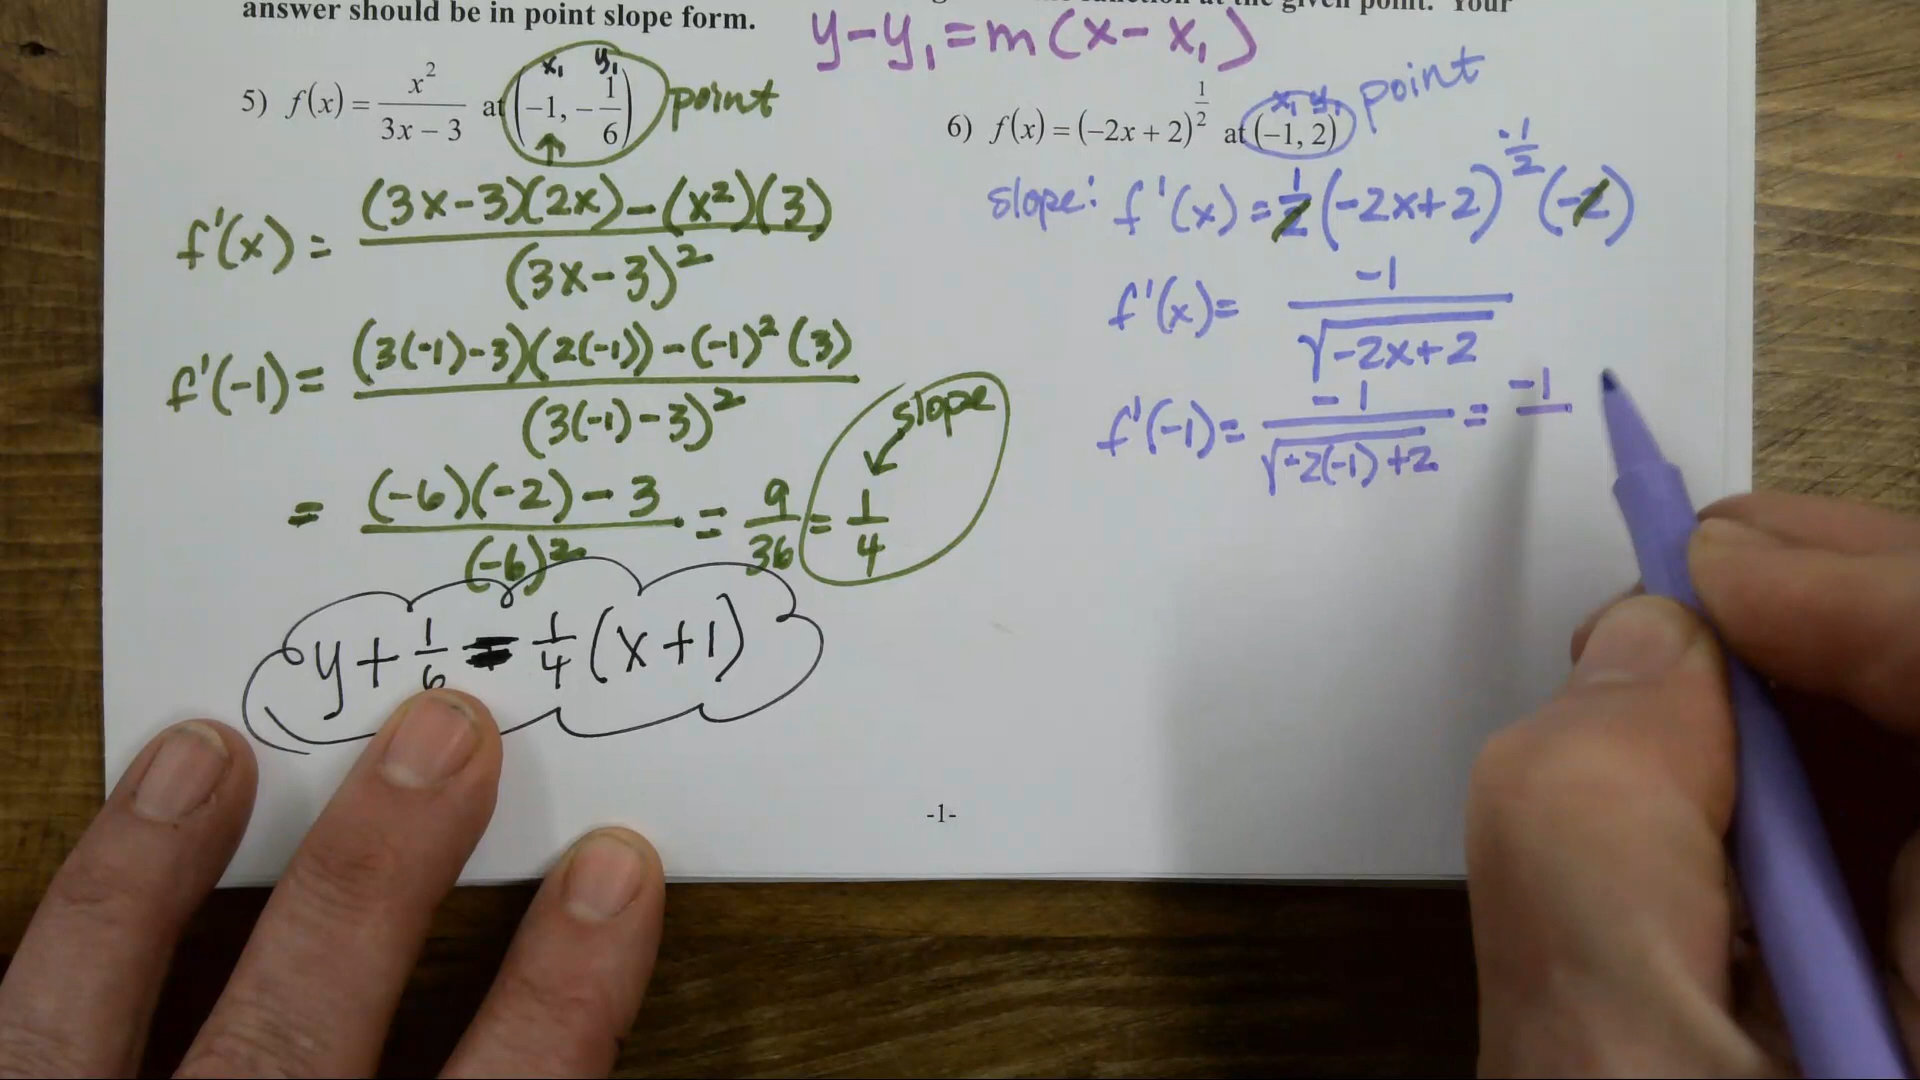 answer should be in point slope form.
y-y₁=m(x-x₁)
5) f(x) = x²/(3x – 3) at (–1, –1/6) point
x₁ y₁
f'(x) = ((3x-3)(2x)-(x²)(3))/(3x-3)²
f'(-1) = ((3(-1)-3)(2(-1))-(-1)²(3))/(3(-1)-3)²
slope
= ((-6)(-2)-3)/(-6)² = 9/36 = 1/4
y+1/6=1/4(x+1)
6) f(x) = (–2x + 2)^(1/2) at (–1, 2) point
x₁ y₁
slope: f'(x)=1/2(-2x+2)^(-1/2)(-2)
f'(x)= -1/√(-2x+2)
f'(-1)= -1/√(-2(-1)+2) = -1
-1-